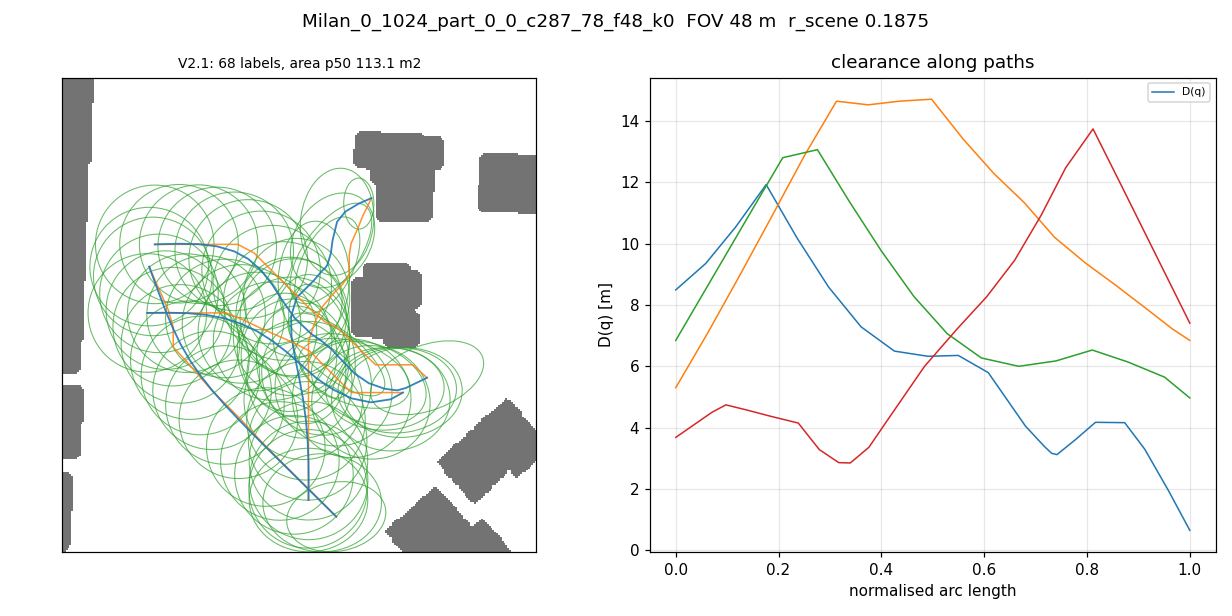 Milan_0_1024_part_0_0_c287_78_f48_k0  FOV 48 m  r_scene 0.1875
V2.1: 68 labels, area p50 113.1 m2
clearance along paths
D(q)
D(q) [m]
14
12
10
8
6
4
2
0
0.0
0.2
0.4
0.6
0.8
1.0
normalised arc length